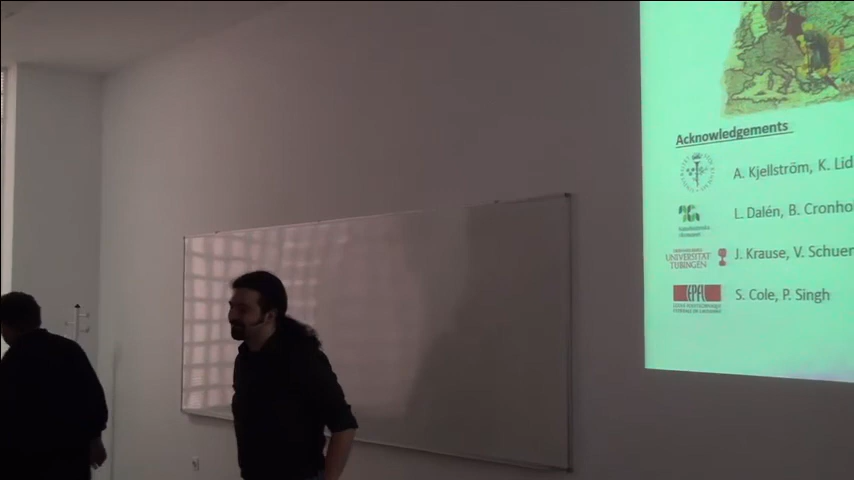 Acknowledgements
A. Kjellström, K. Lid
L. Dalén, B. Cronho
UNIVERSITÄT
TÜBINGEN
J. Krause, V. Schuen
EPFL
S. Cole, P. Singh